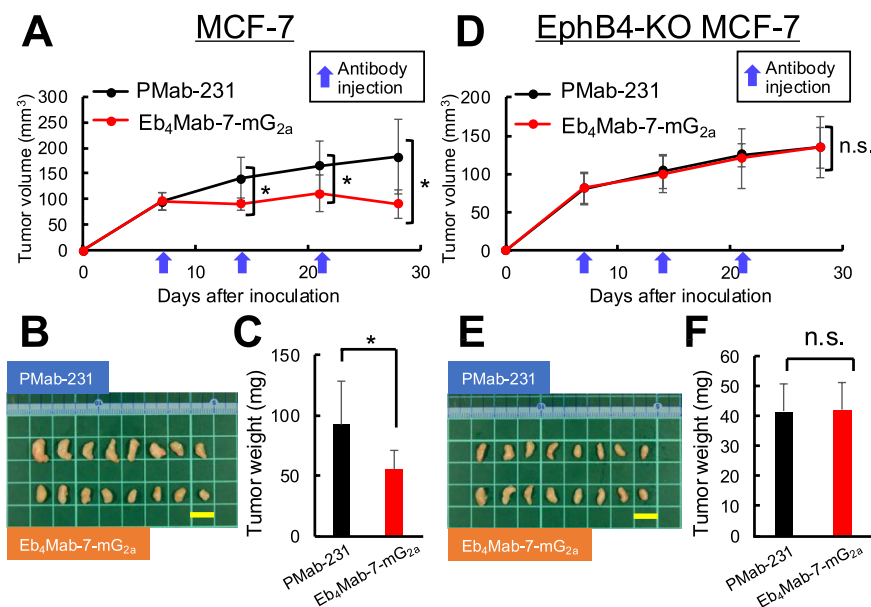 A
MCF-7
Antibody
injection
PMab-231
Eb4Mab-7-mG2a
Tumor volume (mm3)
300
250
200
150
100
50
0
*
*
*
0
10
20
30
Days after inoculation
D
EphB4-KO MCF-7
Antibody
injection
PMab-231
Eb4Mab-7-mG2a
Tumor volume (mm3)
200
150
100
50
0
n.s.
0
10
20
30
Days after inoculation
B
PMab-231
Eb4Mab-7-mG2a
C
*
Tumor weight (mg)
150
100
50
0
PMab-231
Eb4Mab-7-mG2a
E
PMab-231
Eb4Mab-7-mG2a
F
n.s.
Tumor weight (mg)
60
50
40
30
20
10
0
PMab-231
Eb4Mab-7-mG2a